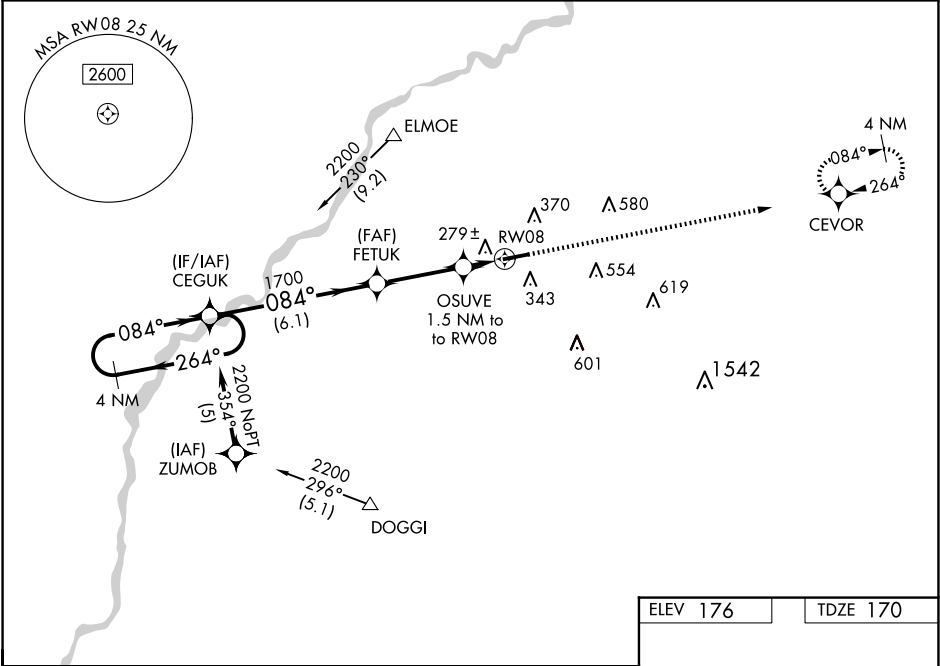 MSA RW08 25 NM
2600
ELMOE
2200
230°
(9.2)
4 NM
084°
264°
CEVOR
370
580
279±
RW08
(FAF)
FETUK
(IF/IAF)
CEGUK
1700
084°
(6.1)
OSUVE
1.5 NM to
to RW08
343
554
619
601
1542
084°
264°
4 NM
2200 NoPT
354°
(5)
(IAF)
ZUMOB
2200
296°
(5.1)
DOGGI
ELEV 176
TDZE 170